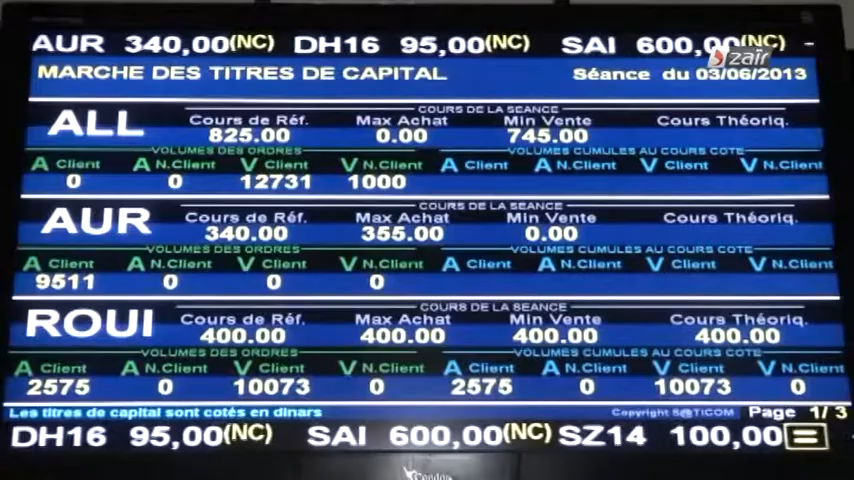 AUR 340,00(NC) DH16 95,00(NC) SAI 600,00(NC) -
dzaïr
MARCHE DES TITRES DE CAPITAL Séance du 03/06/2013
COURS DE LA SEANCE
ALL Cours de Réf. Max Achat Min Vente Cours Théoriq.
825.00 0.00 745.00
VOLUMES DES ORDRES VOLUMES CUMULES AU COURS COTE
A Client A N.Client V Client V N.Client A Client A N.Client V Client V N.Client
0 0 12731 1000
COURS DE LA SEANCE
AUR Cours de Réf. Max Achat Min Vente Cours Théoriq.
340.00 355.00 0.00
VOLUMES DES ORDRES VOLUMES CUMULES AU COURS COTE
A Client A N.Client V Client V N.Client A Client A N.Client V Client V N.Client
9511 0 0 0
COURS DE LA SEANCE
ROUI Cours de Réf. Max Achat Min Vente Cours Théoriq.
400.00 400.00 400.00 400.00
VOLUMES DES ORDRES VOLUMES CUMULES AU COURS COTE
A Client A N.Client V Client V N.Client A Client A N.Client V Client V N.Client
2575 0 10073 0 2575 0 10073 0
Les titres de capital sont cotés en dinars Copyright S@TICOM Page 1/ 3
DH16 95,00(NC) SAI 600,00(NC) SZ14 100,00 =
Condor